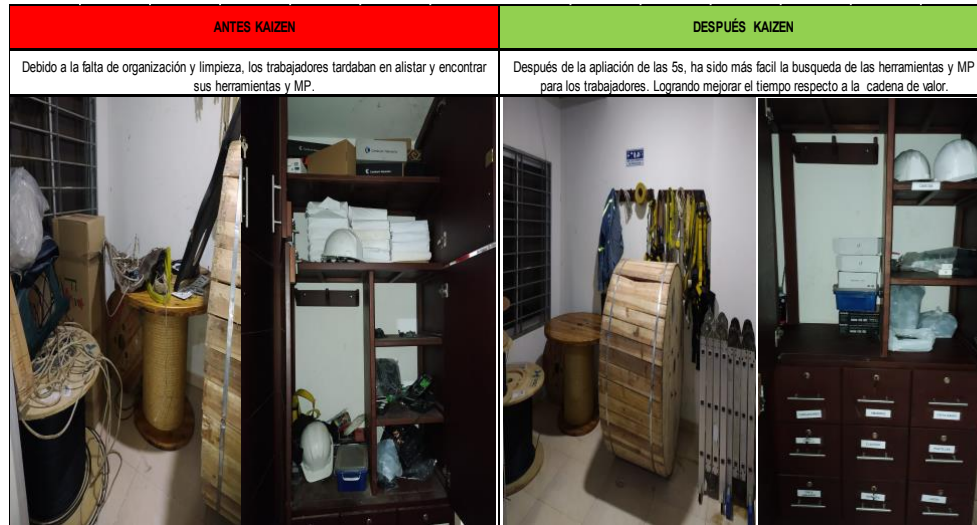 ANTES KAIZEN
DESPUÉS KAIZEN
Debido a la falta de organización y limpieza, los trabajadores tardaban en alistar y encontrar
sus herramientas y MP.
Después de la apliación de las 5s, ha sido más facil la busqueda de las herramientas y MP
para los trabajadores. Logrando mejorar el tiempo respecto a la cadena de valor.